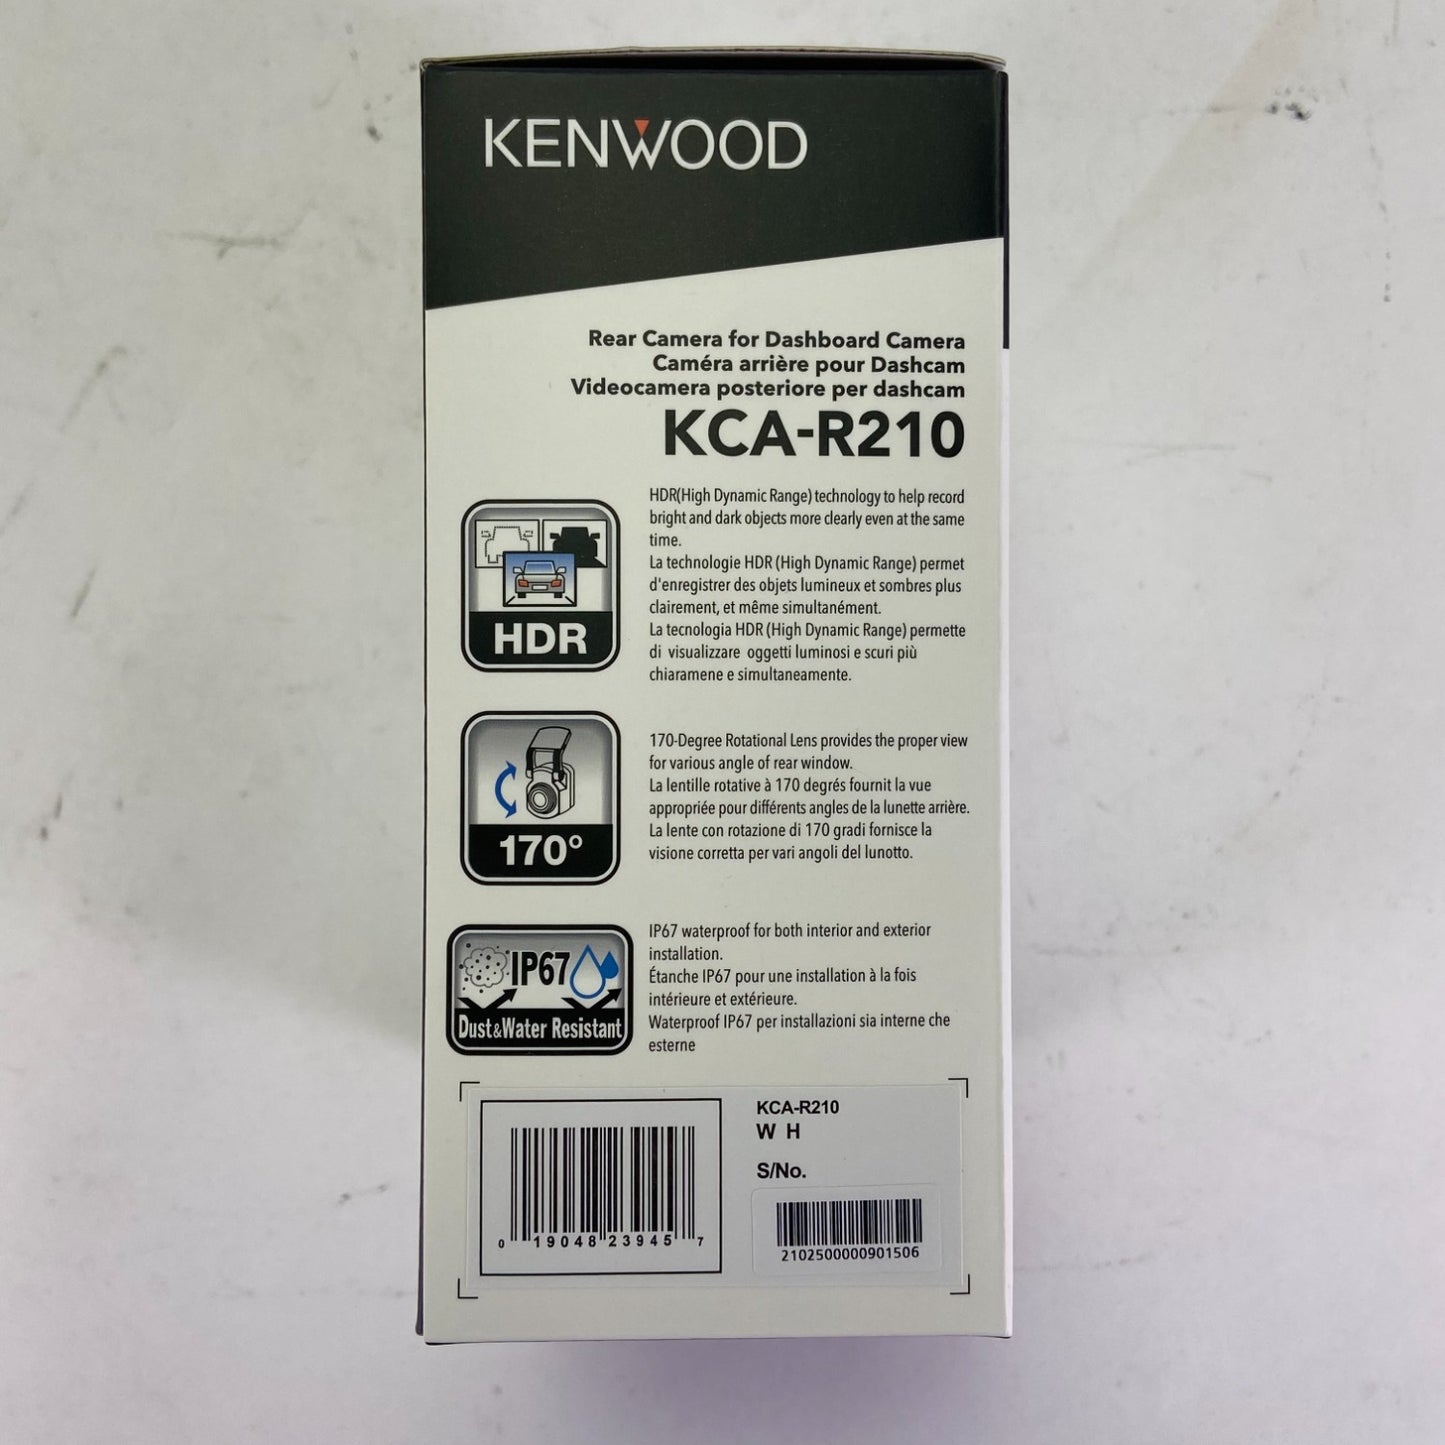 KENWOOD
Rear Camera for Dashboard Camera
Caméra arrière pour Dashcam
Videocamera posteriore per dashcam
KCA-R210
HDR
HDR(High Dynamic Range) technology to help record
bright and dark objects more clearly even at the same
time.
La technologie HDR (High Dynamic Range) permet
d'enregistrer des objets lumineux et sombres plus
clairement, et même simultanément.
La tecnologia HDR (High Dynamic Range) permette
di visualizzare oggetti luminosi e scuri più
chiaramene e simultaneamente.
170°
170-Degree Rotational Lens provides the proper view
for various angle of rear window.
La lentille rotative à 170 degrés fournit la vue
appropriée pour différents angles de la lunette arrière.
La lente con rotazione di 170 gradi fornisce la
visione corretta per vari angoli del lunotto.
IP67
Dust&Water Resistant
IP67 waterproof for both interior and exterior
installation.
Étanche IP67 pour une installation à la fois
intérieure et extérieure.
Waterproof IP67 per installazioni sia interne che
esterne
0 19048 23945 7
KCA-R210
W H
S/No.
2102500000901506